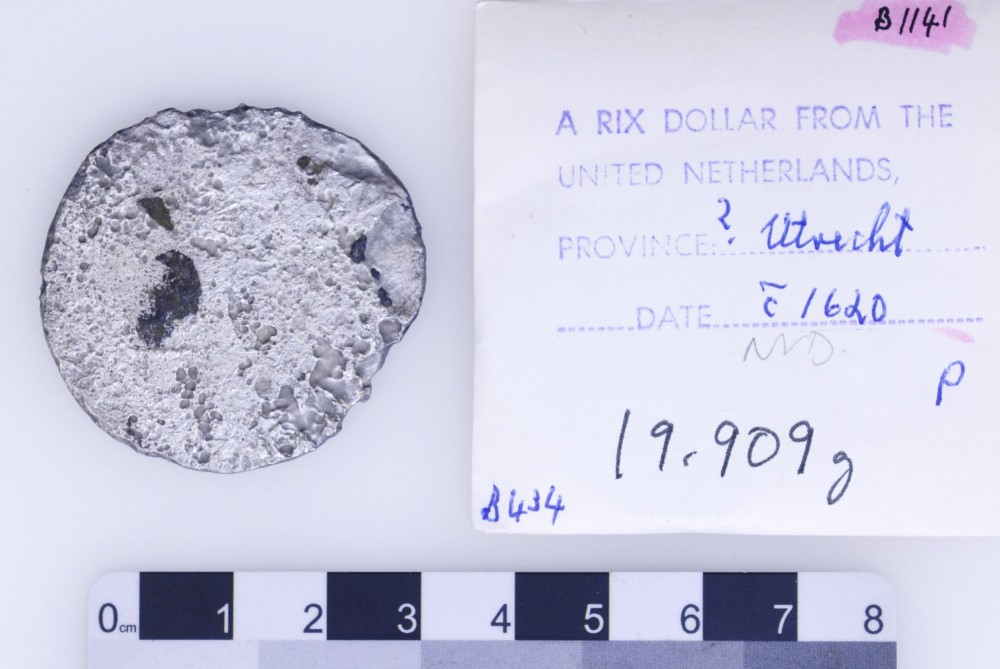 B1141
A RIX DOLLAR FROM THE
UNITED NETHERLANDS,
PROVINCE: ? Utrecht
DATE c̄ 1620
N.D.
P
19.909g
B434
0cm 1 2 3 4 5 6 7 8